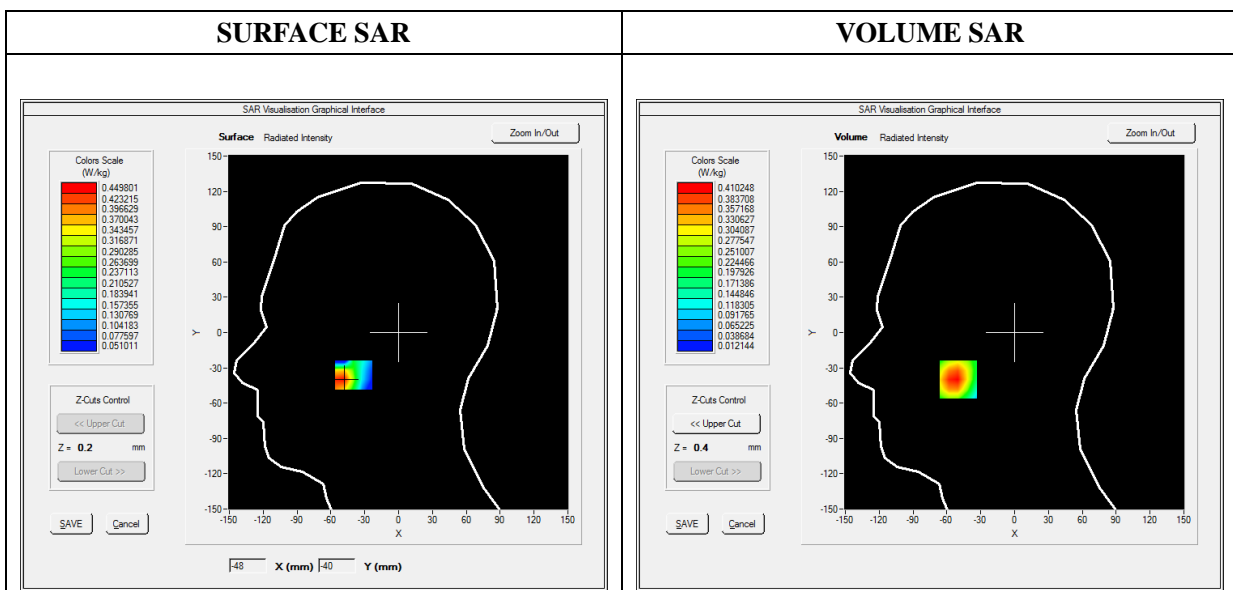 SURFACE SAR
SAR Visualisation Graphical Interface
Surface Radiated Intensity
Zoom In/Out
Colors Scale
(W/kg)
0.449801
0.423215
0.396629
0.370043
0.343457
0.316871
0.290285
0.263699
0.237113
0.210527
0.183941
0.157355
0.130769
0.104183
0.077597
0.051011
Z-Cuts Control
<< Upper Cut
Z = 0.2 mm
Lower Cut >>
SAVE Cancel
150
120
90
60
30
0
-30
-60
-90
-120
-150
Y
-150 -120 -90 -60 -30 0 30 60 90 120 150
X
-48 X (mm) -40 Y (mm)
VOLUME SAR
SAR Visualisation Graphical Interface
Volume Radiated Intensity
Zoom In/Out
Colors Scale
(W/kg)
0.410248
0.383708
0.357168
0.330627
0.304087
0.277547
0.251007
0.224466
0.197926
0.171386
0.144846
0.118305
0.091765
0.065225
0.038684
0.012144
Z-Cuts Control
<< Upper Cut
Z = 0.4 mm
Lower Cut >>
SAVE Cancel
150
120
90
60
30
0
-30
-60
-90
-120
-150
Y
-150 -120 -90 -60 -30 0 30 60 90 120 150
X